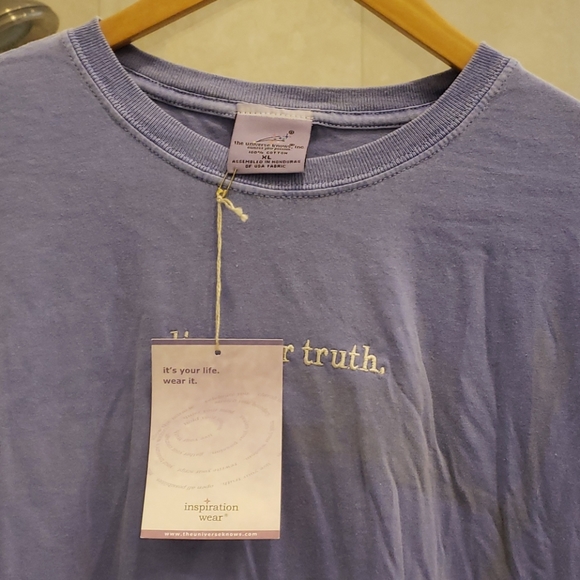 the universe knows
100% COTTON
XL
ASSEMBLED IN HONDURAS
OF USA FABRIC
r truth.
it's your life.
wear it.
inspiration
wear®
www.theuniverseknows.com